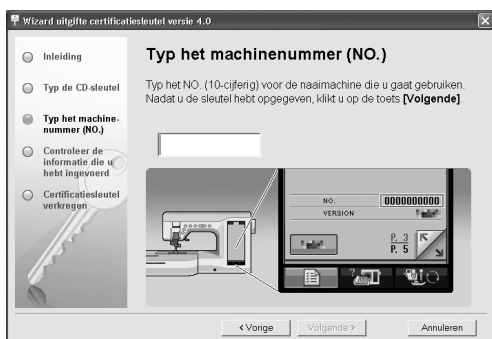 Wizard uitgifte certificatiesleutel versie 4.0
Inleiding
Typ de CD-sleutel
Typ het machine-
nummer (NO.)
Controleer de
informatie die u
hebt ingevoerd
Certificatiesleutel
verkregen
Typ het machinenummer (NO.)
Typ het NO. (10-cijferig) voor de naaimachine die u gaat gebruiken.
Nadat u de sleutel hebt opgegeven, klikt u op de toets [Volgende].
NO. 0000000000
VERSION
P. 3
P. 5
< Vorige
Volgende >
Annuleren